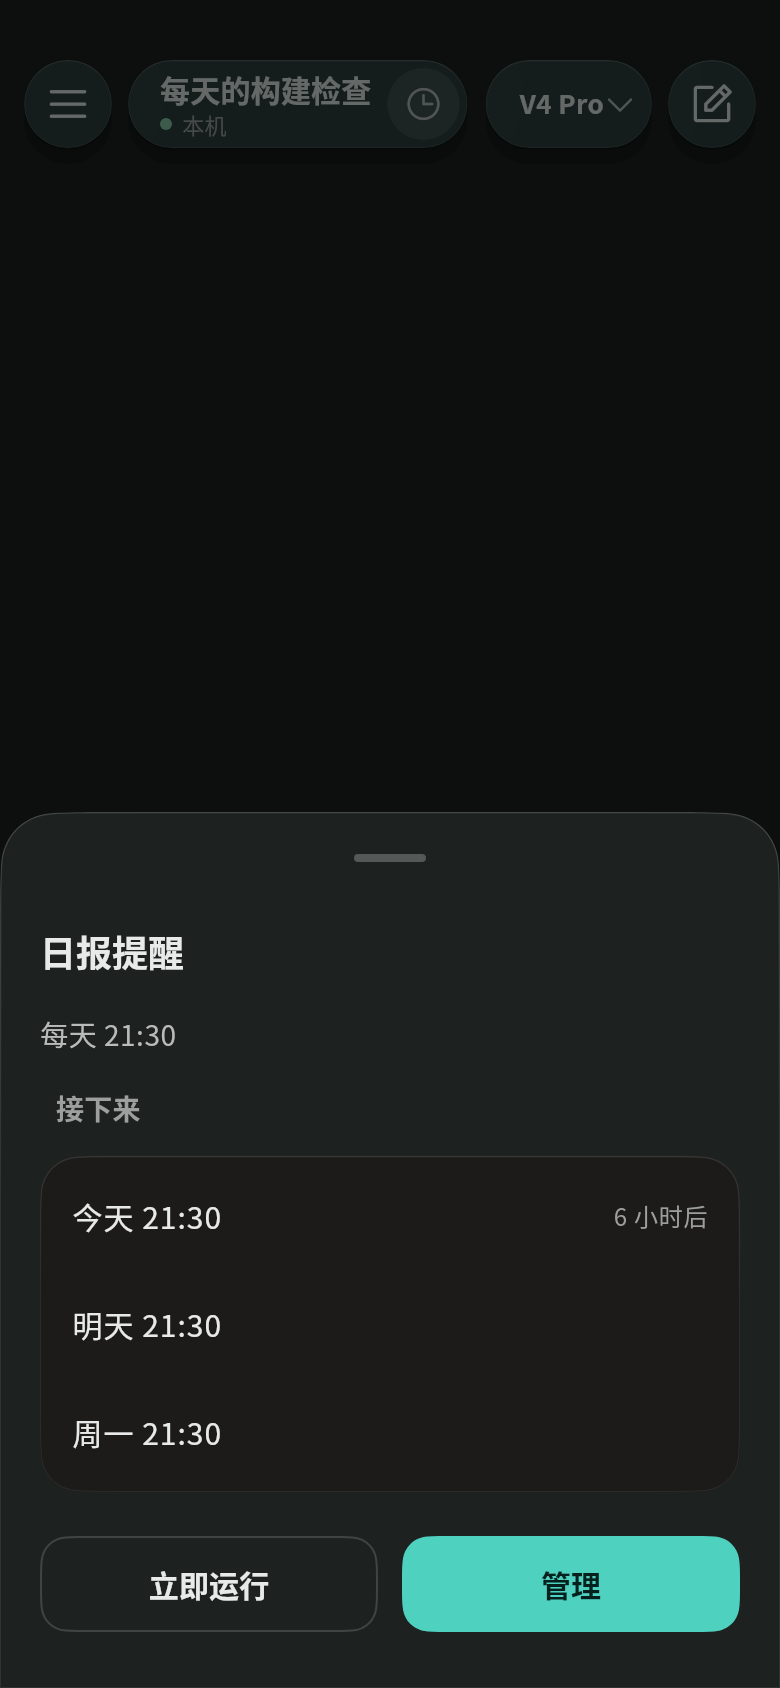 每天的构建检查
本机
V4 Pro
日报提醒
每天 21:30
接下来
今天 21:30
6 小时后
明天 21:30
周一 21:30
立即运行
管理